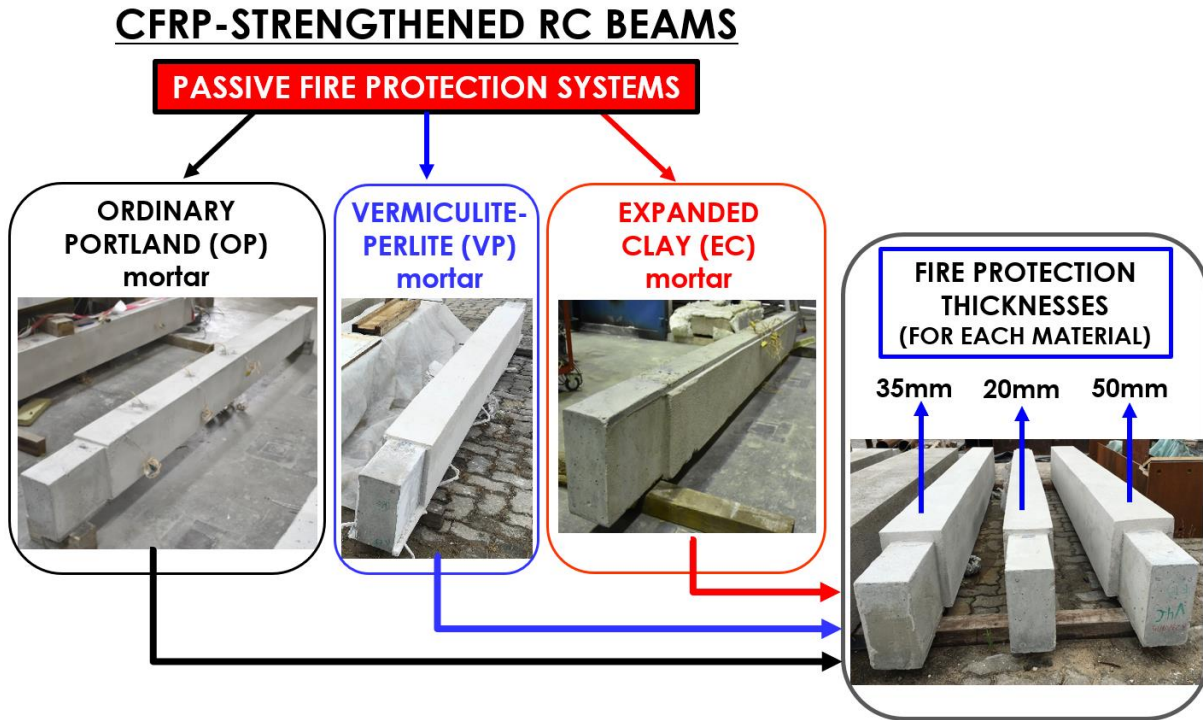 CFRP-STRENGTHENED RC BEAMS
PASSIVE FIRE PROTECTION SYSTEMS
ORDINARY
PORTLAND (OP)
mortar
VERMICULITE-
PERLITE (VP)
mortar
EXPANDED
CLAY (EC)
mortar
FIRE PROTECTION
THICKNESSES
(FOR EACH MATERIAL)
35mm 20mm 50mm